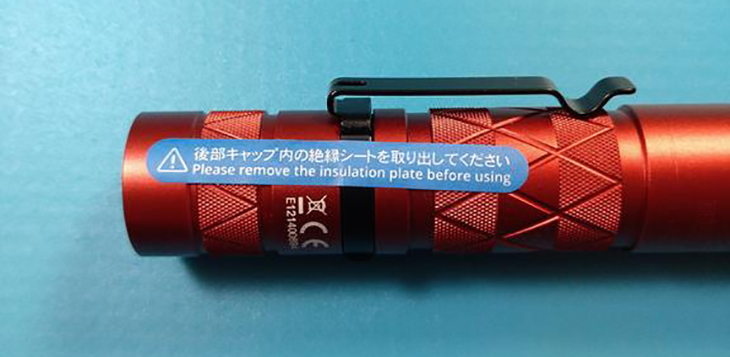 後部キャップ内の絶縁シートを取り出してください
Please remove the insulation plate before using
CE